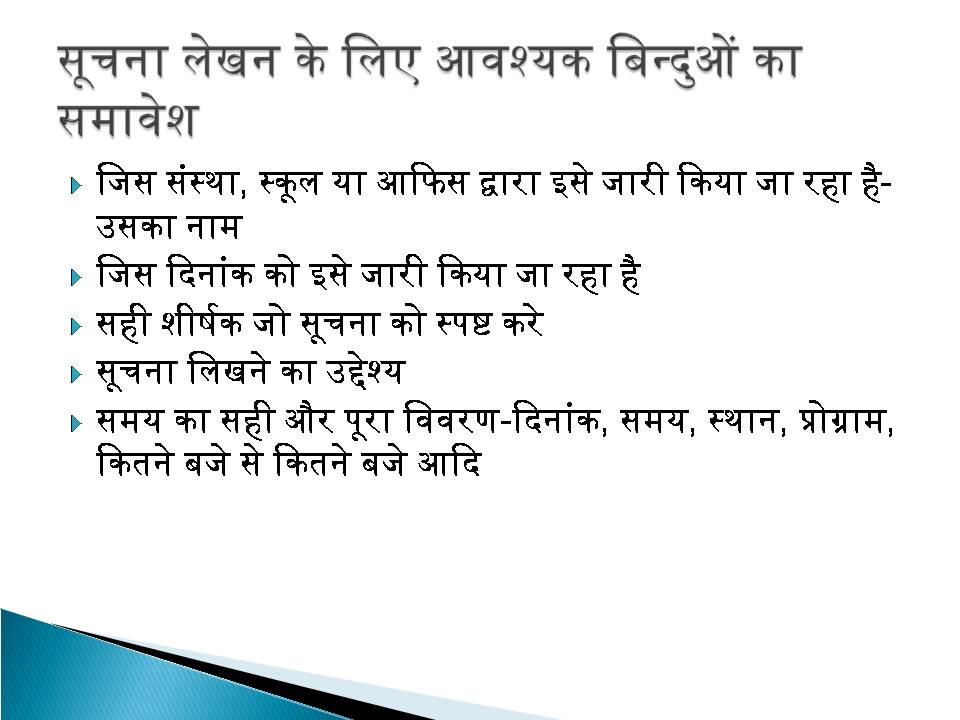 सूचना लेखन के लिए आवश्यक बिन्दुओं का
समावेश
जिस संस्था, स्कूल या आफिस द्वारा इसे जारी किया जा रहा है-
उसका नाम
जिस दिनांक को इसे जारी किया जा रहा है
सही शीर्षक जो सूचना को स्पष्ट करे
सूचना लिखने का उद्देश्य
समय का सही और पूरा विवरण-दिनांक, समय, स्थान, प्रोग्राम,
कितने बजे से कितने बजे आदि